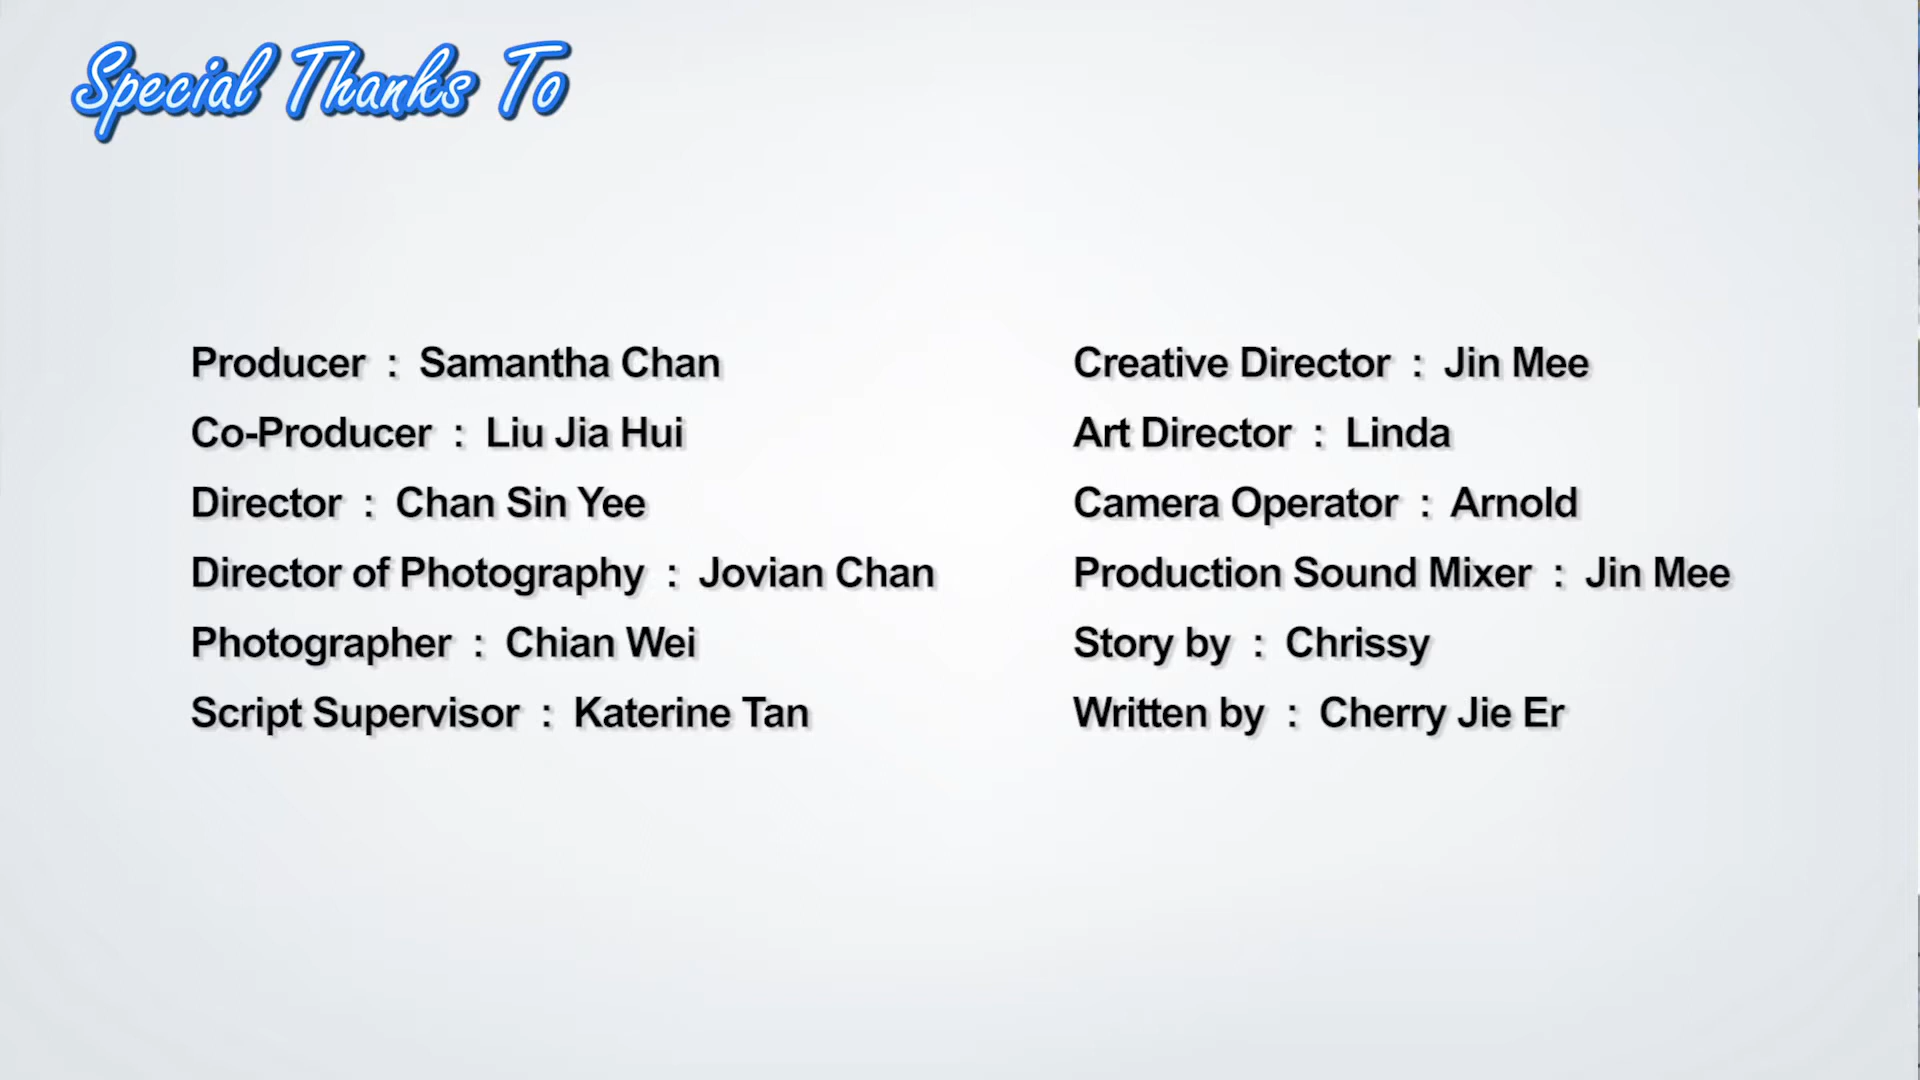 Special Thanks To
Producer : Samantha Chan
Co-Producer : Liu Jia Hui
Director : Chan Sin Yee
Director of Photography : Jovian Chan
Photographer : Chian Wei
Script Supervisor : Katerine Tan
Creative Director : Jin Mee
Art Director : Linda
Camera Operator : Arnold
Production Sound Mixer : Jin Mee
Story by : Chrissy
Written by : Cherry Jie Er